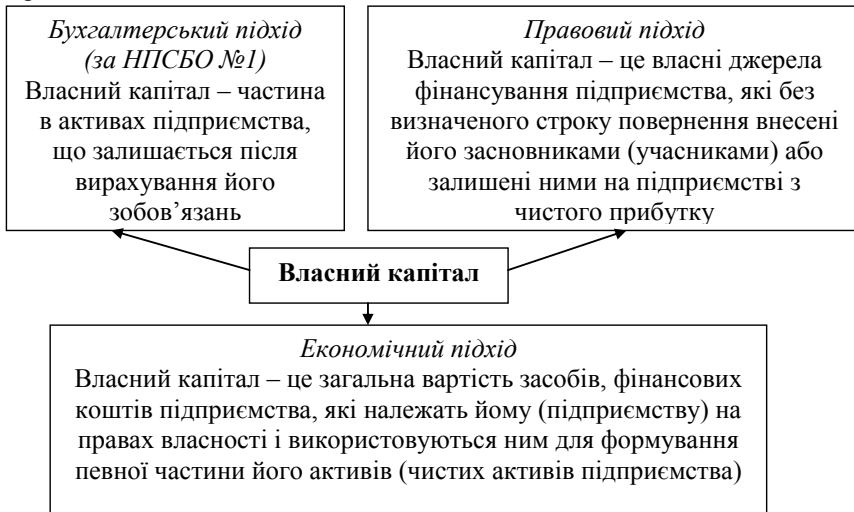 Бухгалтерський підхід
(за НПСБО №1)
Власний капітал – частина
в активах підприємства,
що залишається після
вирахування його
зобов’язань
Правовий підхід
Власний капітал – це власні джерела
фінансування підприємства, які без
визначеного строку повернення внесені
його засновниками (учасниками) або
залишені ними на підприємстві з
чистого прибутку
Власний капітал
Економічний підхід
Власний капітал – це загальна вартість засобів, фінансових
коштів підприємства, які належать йому (підприємству) на
правах власності і використовуються ним для формування
певної частини його активів (чистих активів підприємства)